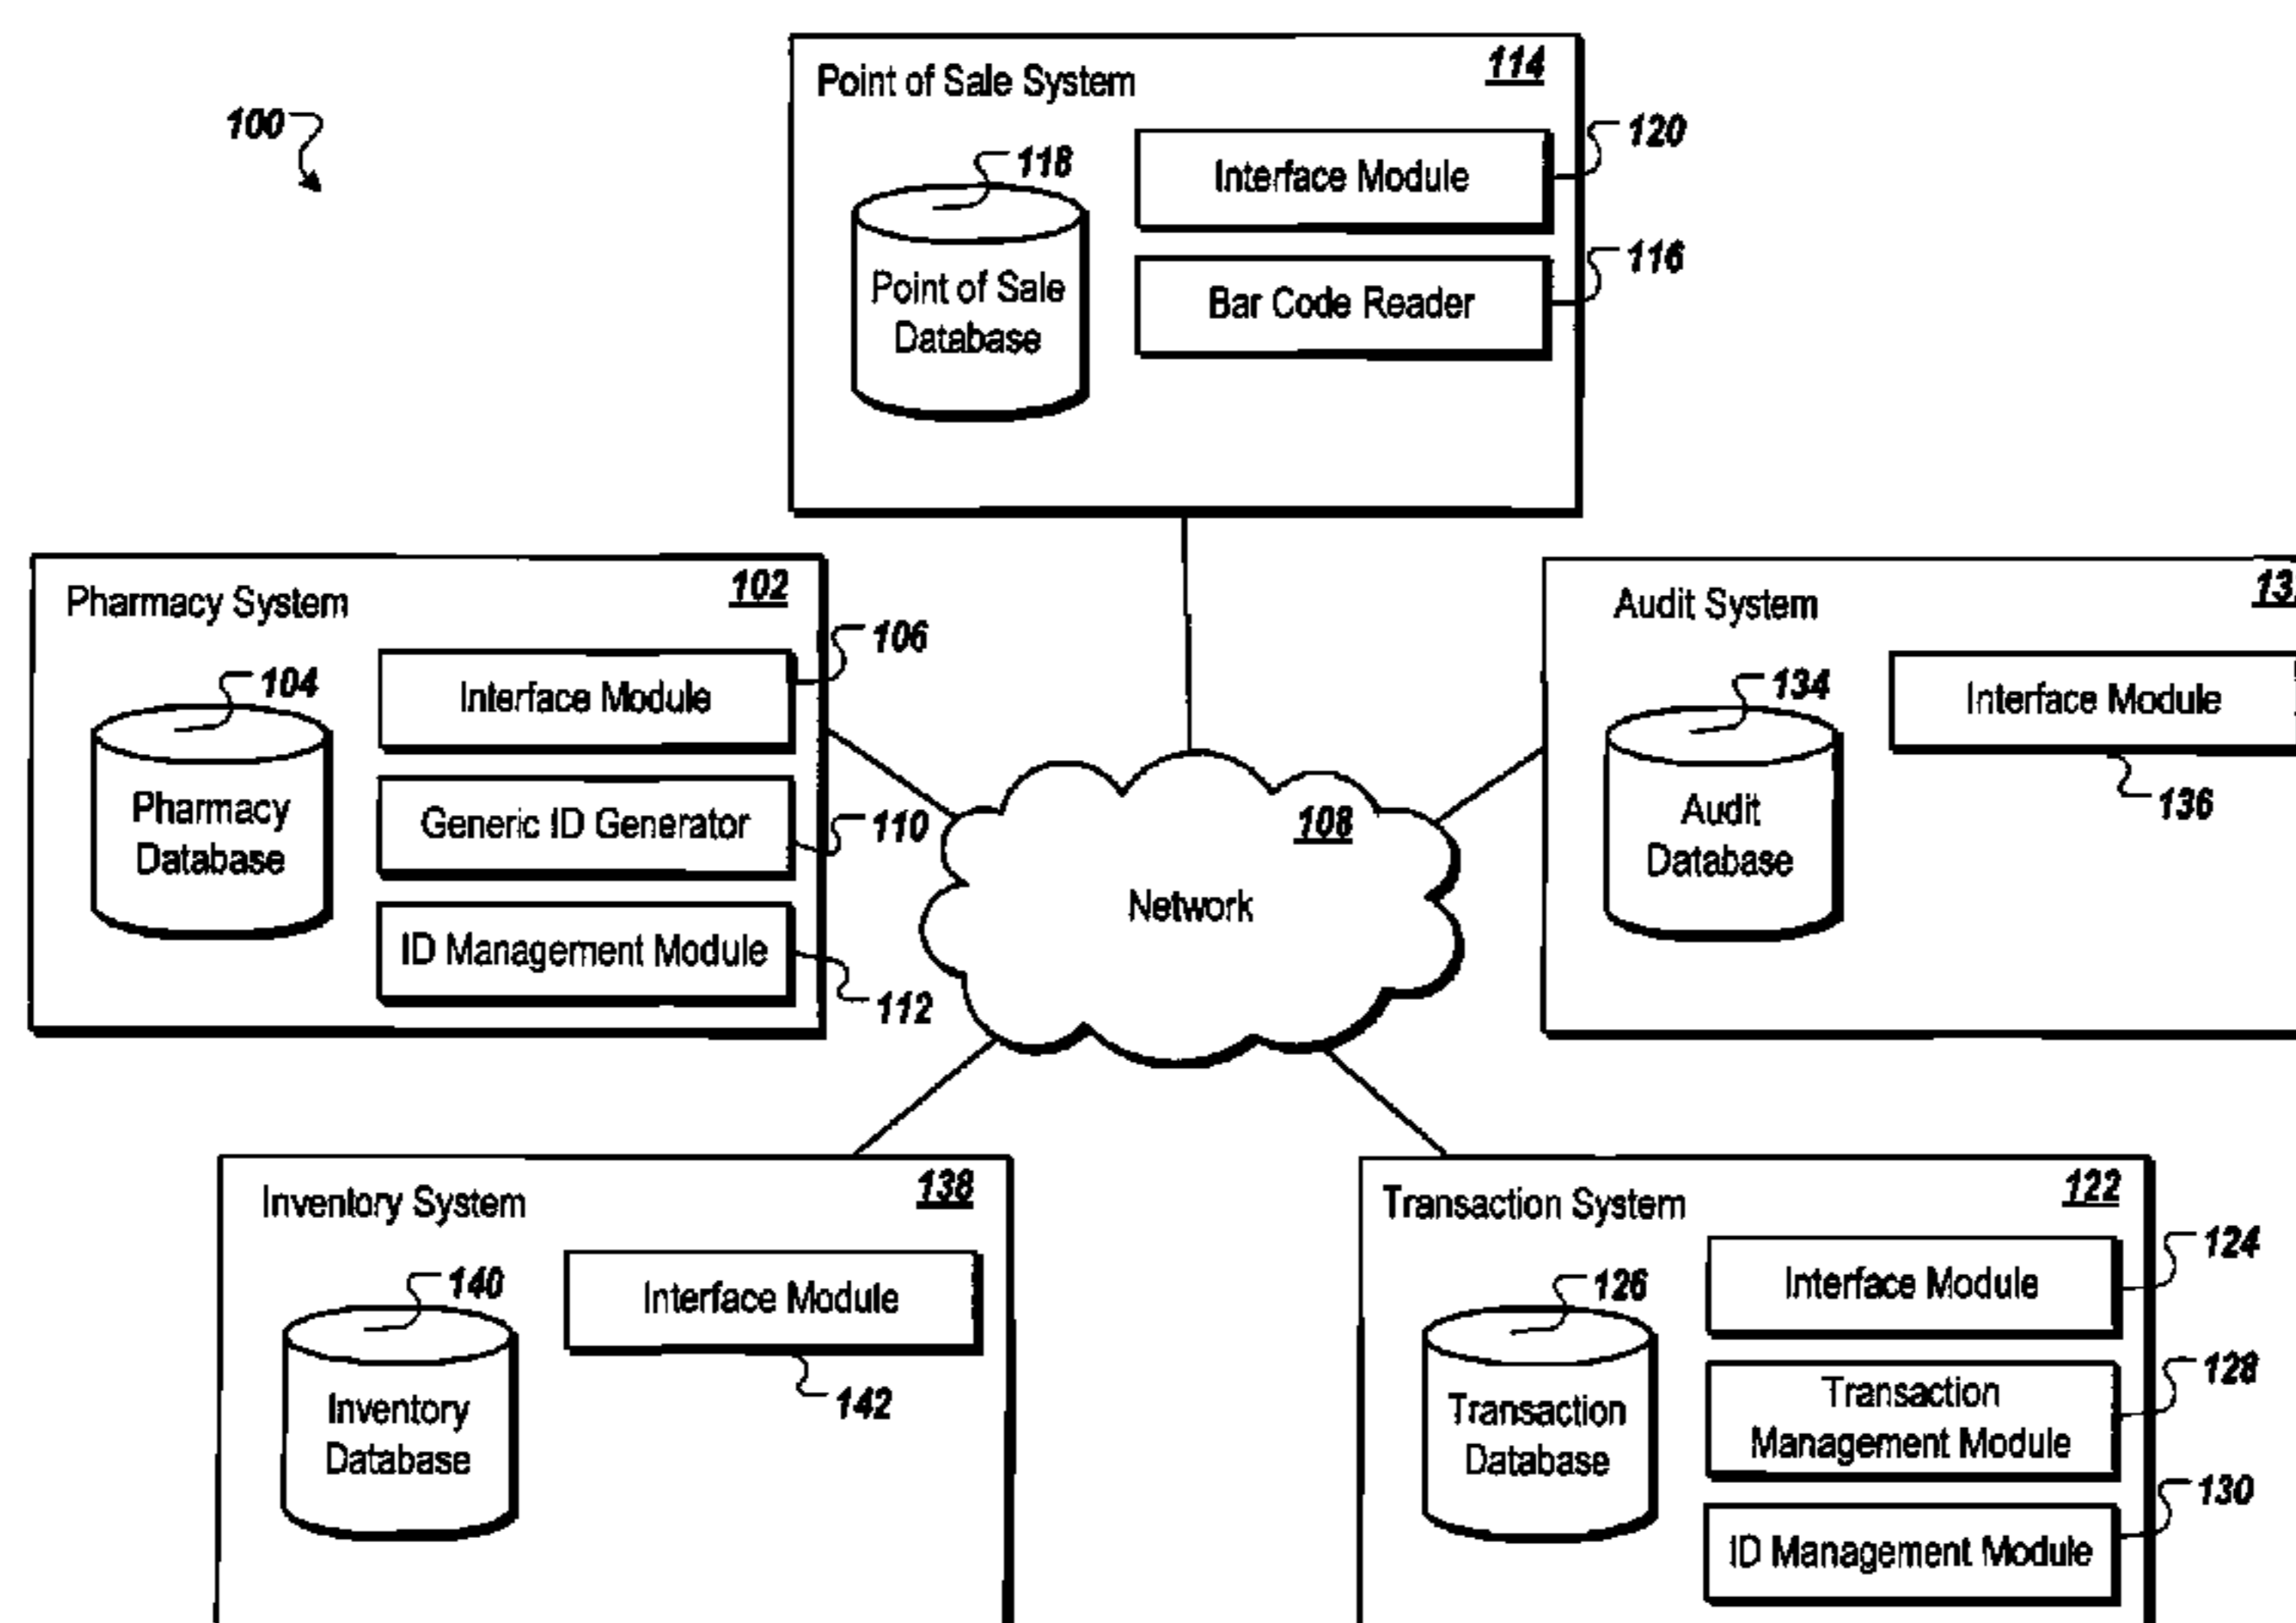 100
Point of Sale System
114
118
Point of Sale
Database
Interface Module
120
Bar Code Reader
116
Pharmacy System
102
104
Pharmacy
Database
Interface Module
106
Generic ID Generator
110
ID Management Module
112
108
Network
Audit System
134
Audit
Database
Interface Module
136
Inventory System
138
140
Inventory
Database
Interface Module
142
Transaction System
122
126
Transaction
Database
Interface Module
124
Transaction
Management Module
128
ID Management Module
130